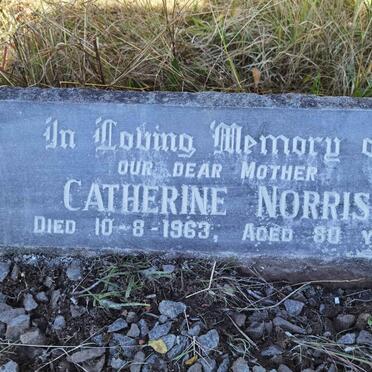 In Loving Memory o
OUR DEAR MOTHER
CATHERINE NORRIS
DIED 10-8-1963, AGED 80 Y